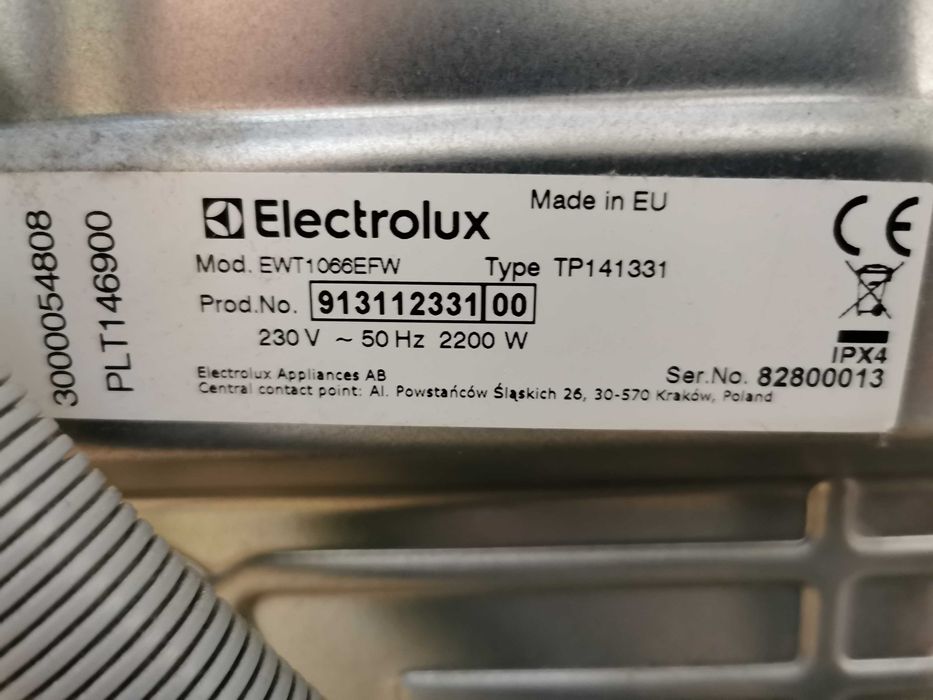 3000054808
PLT146900
Electrolux
Made in EU
Mod. EWT1066EFW Type TP141331
Prod.No. 913112331 00
230 V ~ 50 Hz 2200 W
IPX4
Electrolux Appliances AB
Ser.No. 82800013
Central contact point: Al. Powstańców Śląskich 26, 30-570 Kraków, Poland
CE